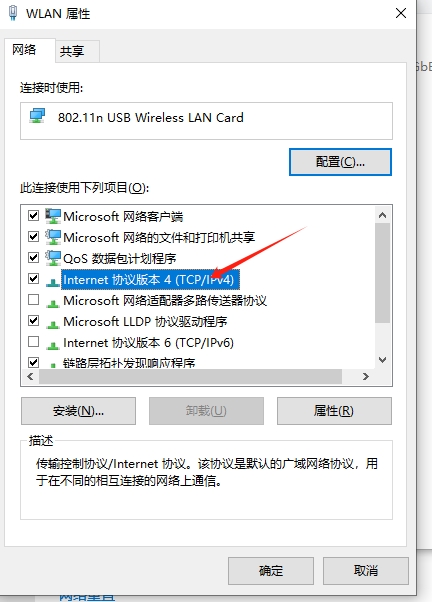 WLAN 属性
网络
共享
连接时使用:
802.11n USB Wireless LAN Card
配置(C)...
此连接使用下列项目(O):
Microsoft 网络客户端
Microsoft 网络的文件和打印机共享
QoS 数据包计划程序
Internet 协议版本 4 (TCP/IPv4)
Microsoft 网络适配器多路传送器协议
Microsoft LLDP 协议驱动程序
Internet 协议版本 6 (TCP/IPv6)
链路层拓扑发现响应程序
安装(N)...
卸载(U)
属性(R)
描述
传输控制协议/Internet 协议。该协议是默认的广域网络协议，用
于在不同的相互连接的网络上通信。
确定
取消
网络重置